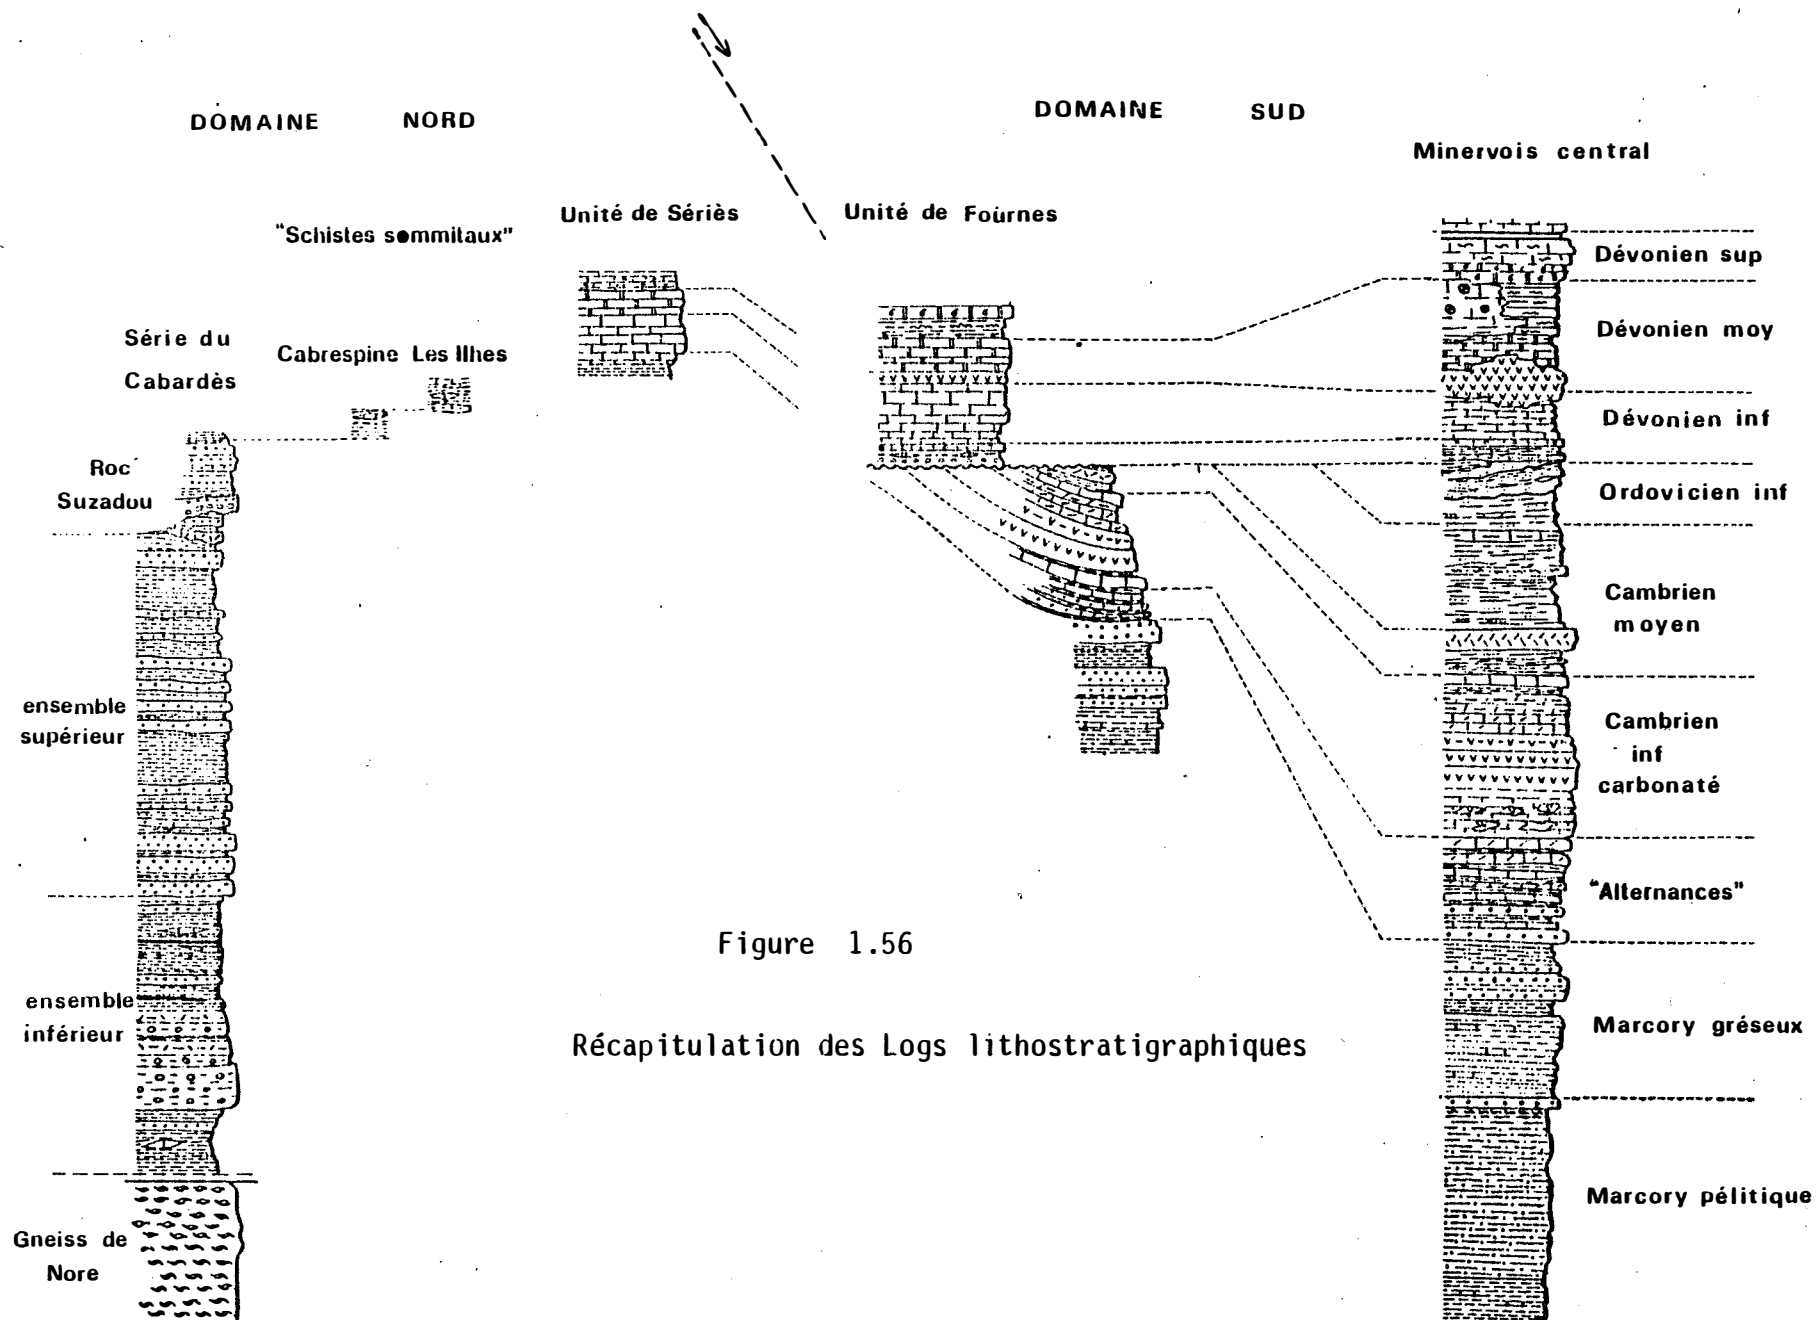 DOMAINE NORD
DOMAINE SUD
Minervois central
Unité de Sériès
Unité de Fournes
"Schistes sommitaux"
Série du
Cabardès
Cabrespine Les Ilhes
Roc
Suzadou
ensemble
supérieur
ensemble
inférieur
Gneiss de
Nore
Dévonien sup
Dévonien moy
Dévonien inf
Ordovicien inf
Cambrien
moyen
Cambrien
inf
carbonaté
"Alternances"
Marcory gréseux
Marcory pélitique
Figure 1.56
Récapitulation des Logs lithostratigraphiques